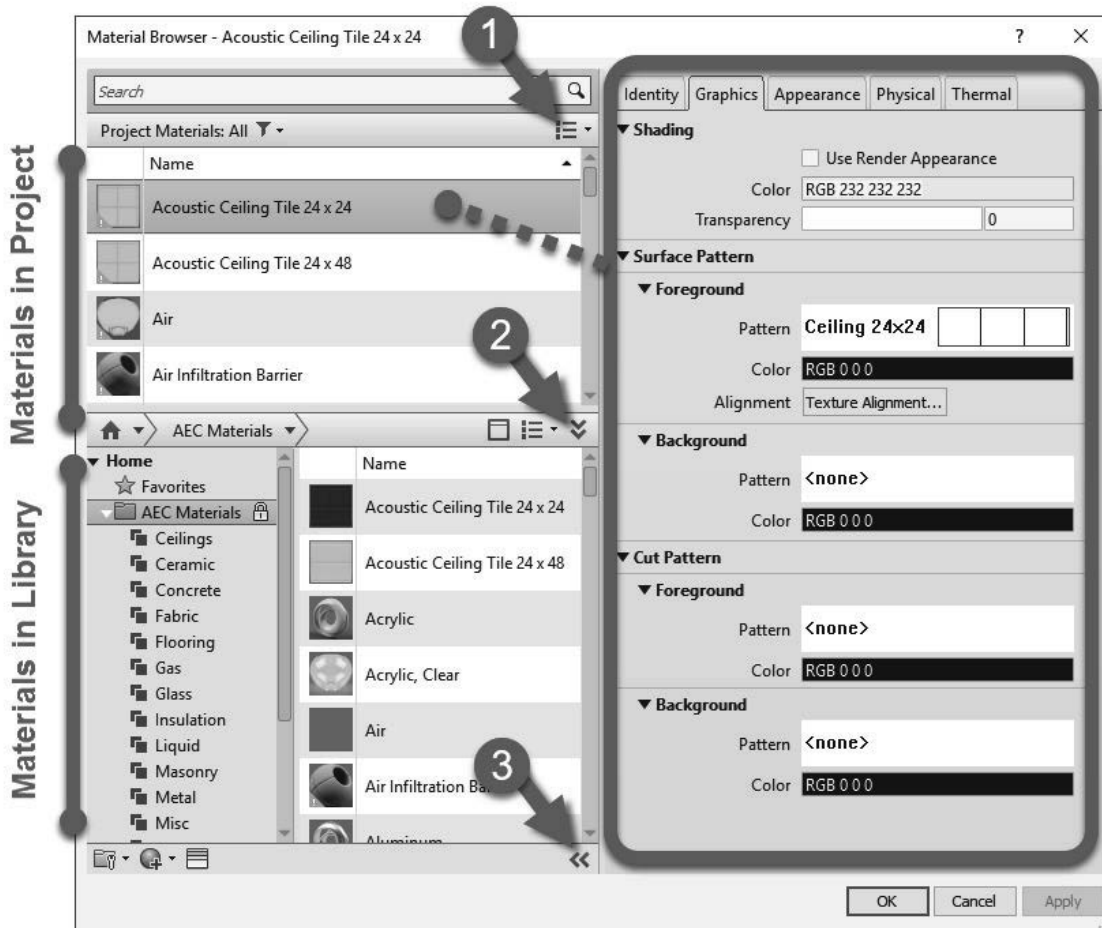 Material Browser - Acoustic Ceiling Tile 24 x 24
?
1
Search
Project Materials: All
Name
Acoustic Ceiling Tile 24 x 24
Acoustic Ceiling Tile 24 x 48
Air
Air Infiltration Barrier
Materials in Project
2
AEC Materials
Home
Favorites
AEC Materials
Ceilings
Ceramic
Concrete
Fabric
Flooring
Gas
Glass
Insulation
Liquid
Masonry
Metal
Misc
Materials in Library
Name
Acoustic Ceiling Tile 24 x 24
Acoustic Ceiling Tile 24 x 48
Acrylic
Acrylic, Clear
Air
Air Infiltration Ba
Aluminum
3
Identity Graphics Appearance Physical Thermal
Shading
Use Render Appearance
Color RGB 232 232 232
Transparency 0
Surface Pattern
Foreground
Pattern Ceiling 24x24
Color RGB 0 0 0
Alignment Texture Alignment...
Background
Pattern <none>
Color RGB 0 0 0
Cut Pattern
Foreground
Pattern <none>
Color RGB 0 0 0
Background
Pattern <none>
Color RGB 0 0 0
OK Cancel Apply